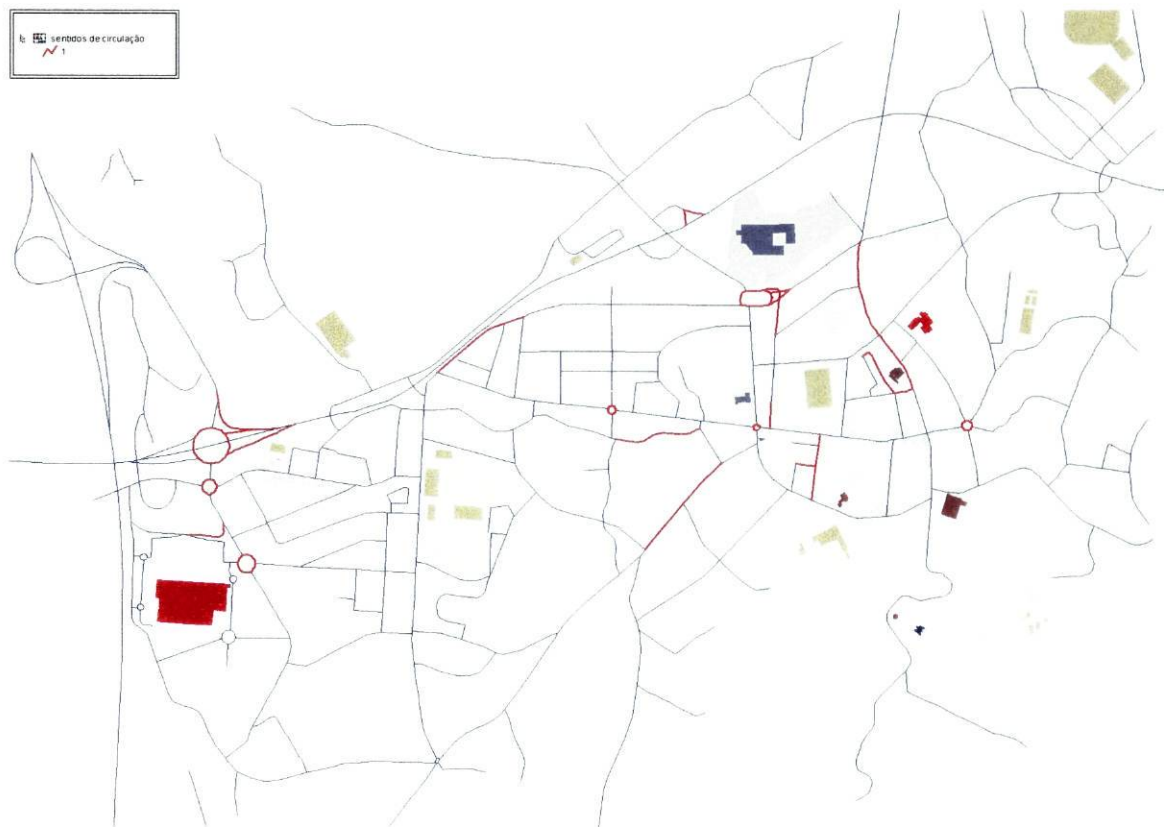 sentidos de circulação
1